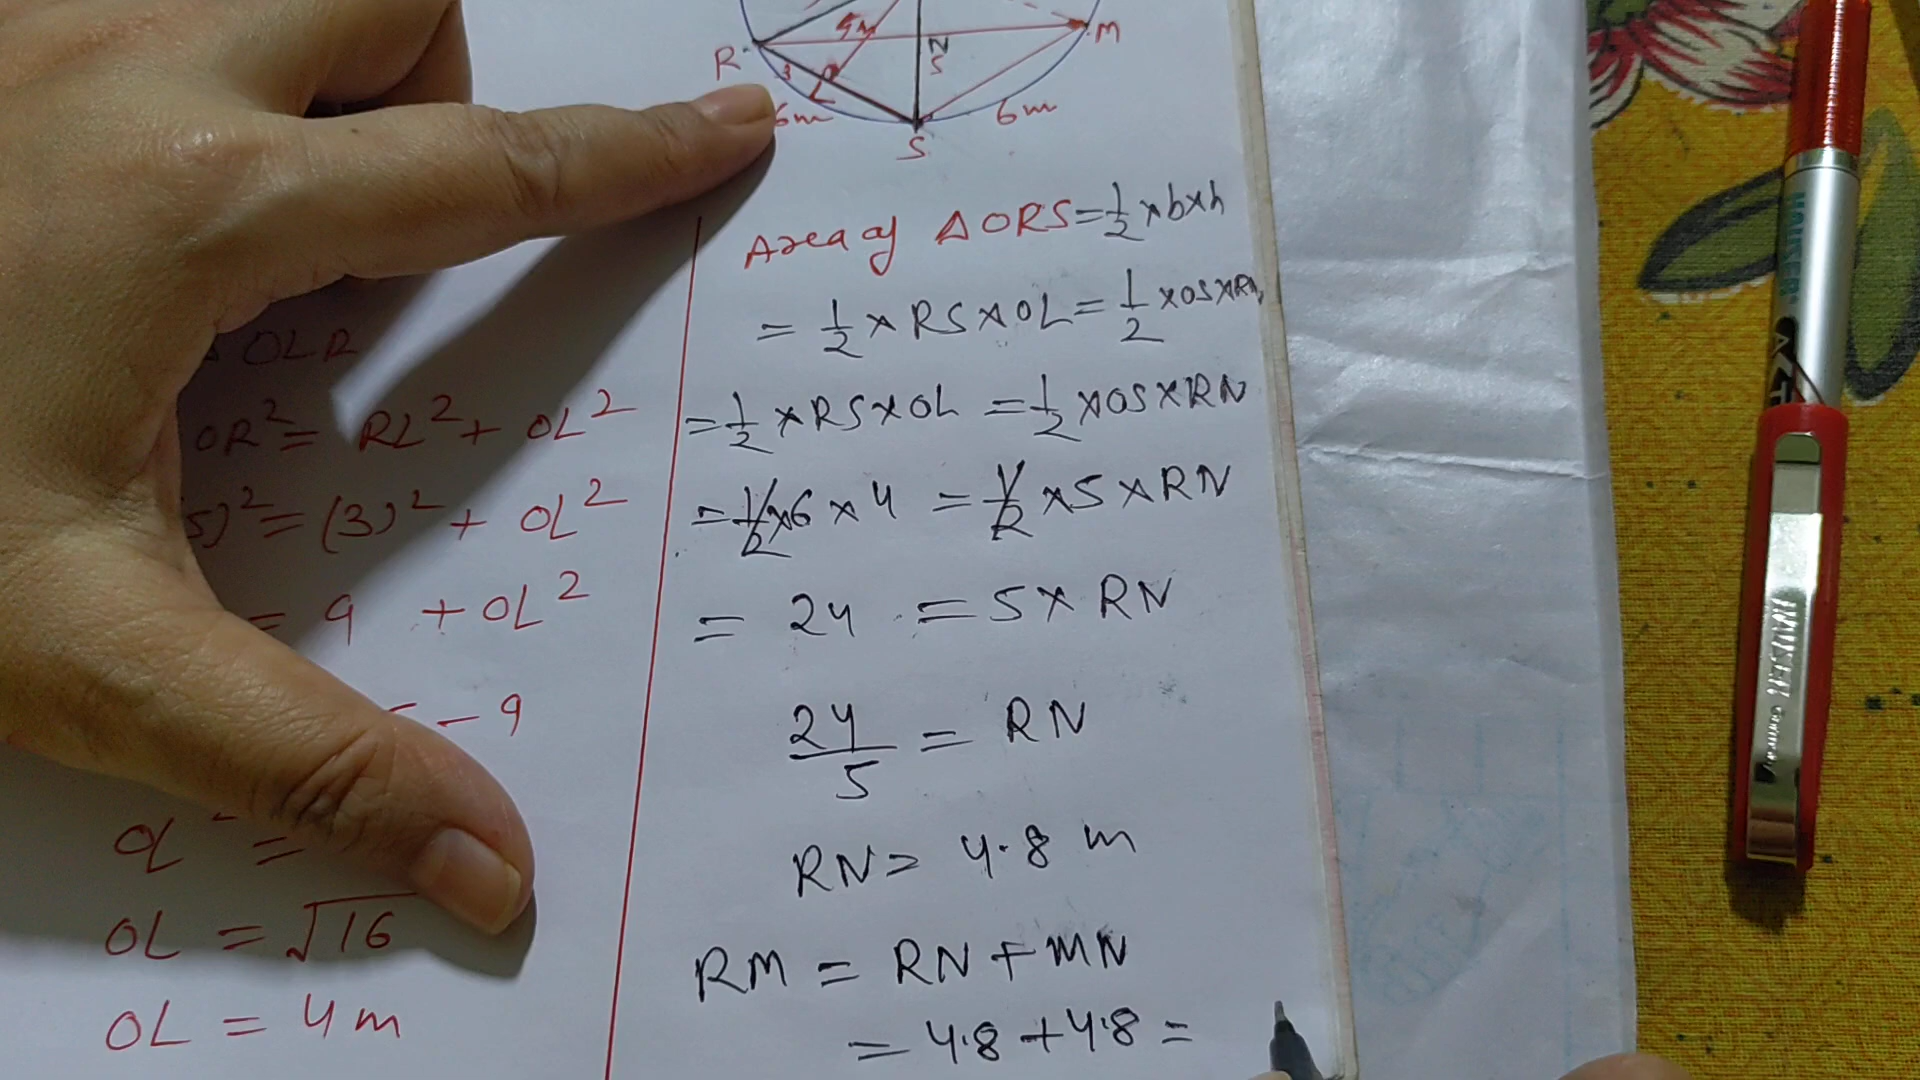 4m
N
M
R
5
3
L
6m
6m
S
OLR
OR² = RL² + OL²
5)² = (3)² + OL²
= 9 + OL²
- 9
OL =
OL = √16
OL = 4m
Area of ΔORS = 1/2 × b × h
= 1/2 × RS × OL = 1/2 × OS × RN
= 1/2 × RS × OL = 1/2 × OS × RN
= 1/2 × 6 × 4 = 1/2 × 5 × RN
= 24 = 5 × RN
24/5 = RN
RN = 4.8 m
RM = RN + MN
= 4.8 + 4.8 =
HAUSER